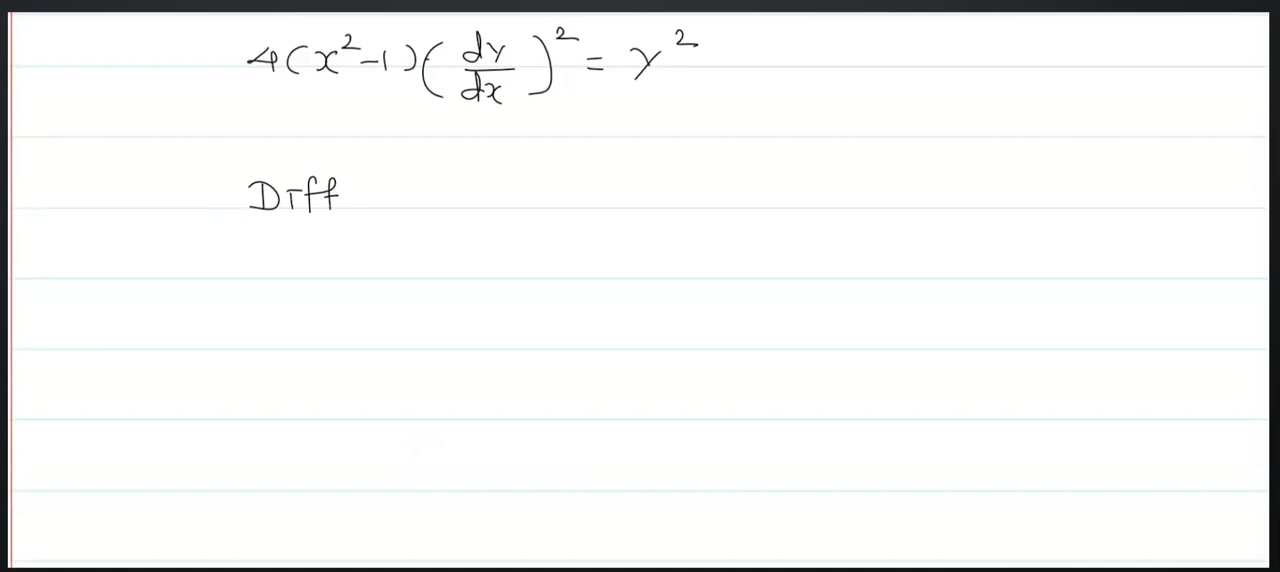 4(x²-1)(dy/dx)² = y²
Diff